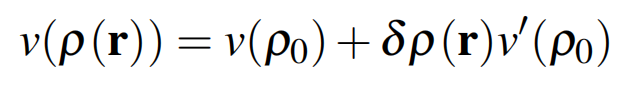 v(ρ(r)) = v(ρ₀) + δρ(r)v′(ρ₀)